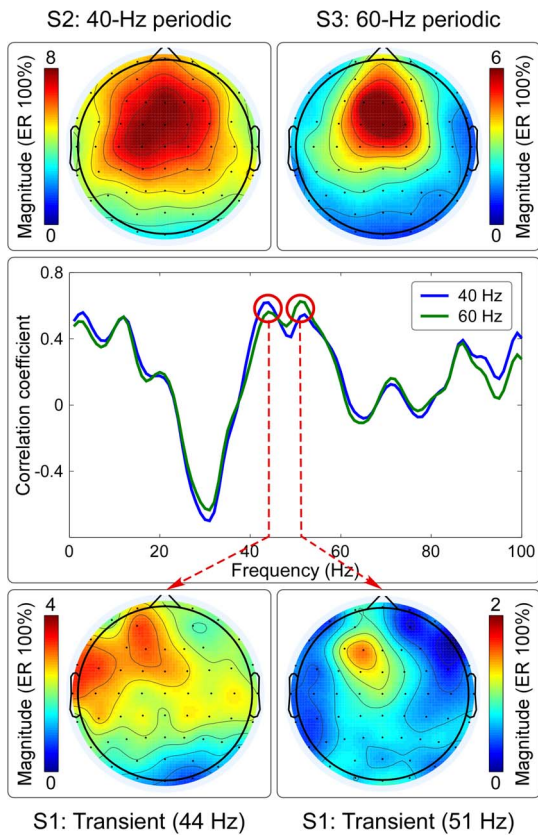 S2: 40-Hz periodic
S3: 60-Hz periodic
8
Magnitude (ER 100%)
0
6
Magnitude (ER 100%)
0
0.8
0.4
0
-0.4
Correlation coefficient
40 Hz
60 Hz
0
20
40
60
80
100
Frequency (Hz)
4
Magnitude (ER 100%)
0
2
Magnitude (ER 100%)
0
S1: Transient (44 Hz)
S1: Transient (51 Hz)